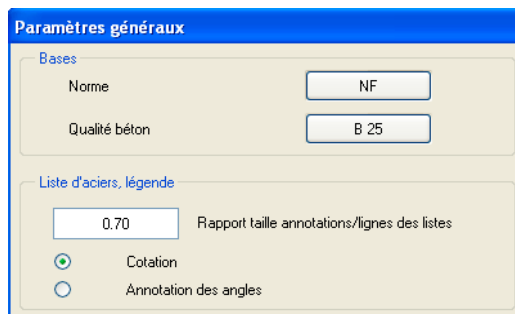 Paramètres généraux
Bases
Norme NF
Qualité béton B 25
Liste d'aciers, légende
0.70 Rapport taille annotations/lignes des listes
Cotation
Annotation des angles